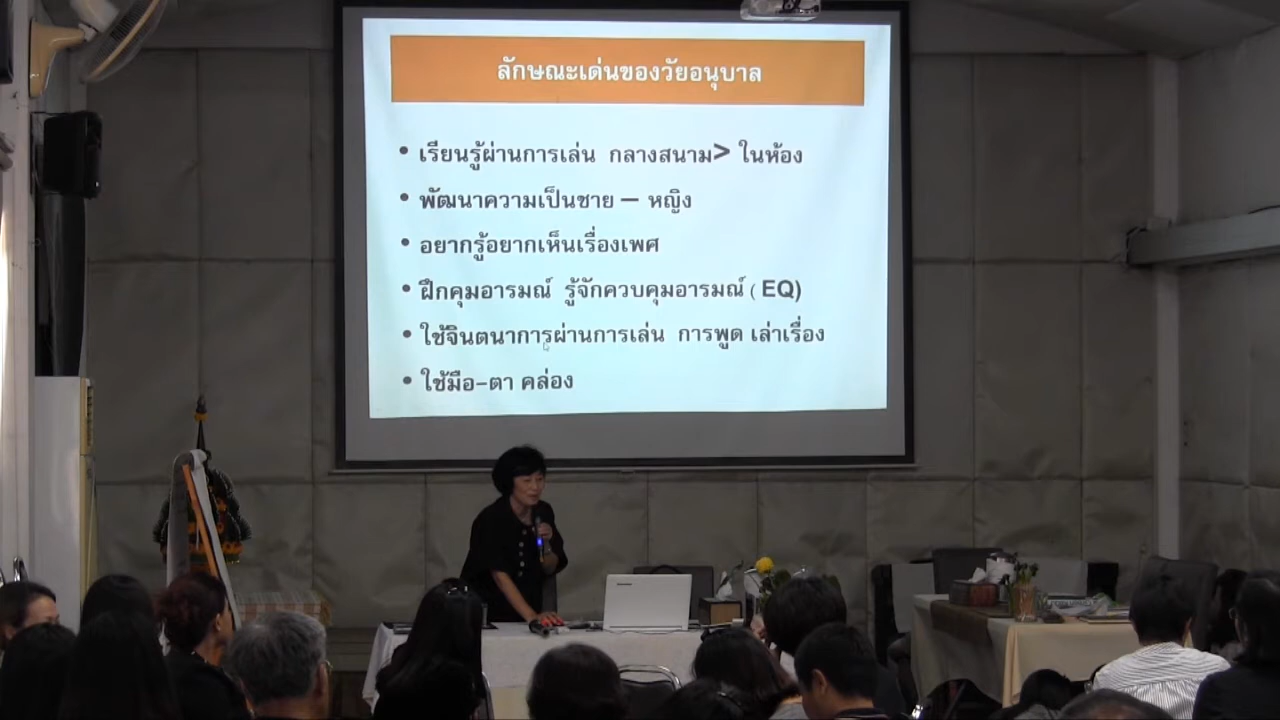 ลักษณะเด่นของวัยอนุบาล
• เรียนรู้ผ่านการเล่น กลางสนาม> ในห้อง
• พัฒนาความเป็นชาย – หญิง
• อยากรู้อยากเห็นเรื่องเพศ
• ฝึกคุมอารมณ์ รู้จักควบคุมอารมณ์ ( EQ)
• ใช้จินตนาการผ่านการเล่น การพูด เล่าเรื่อง
• ใช้มือ-ตา คล่อง